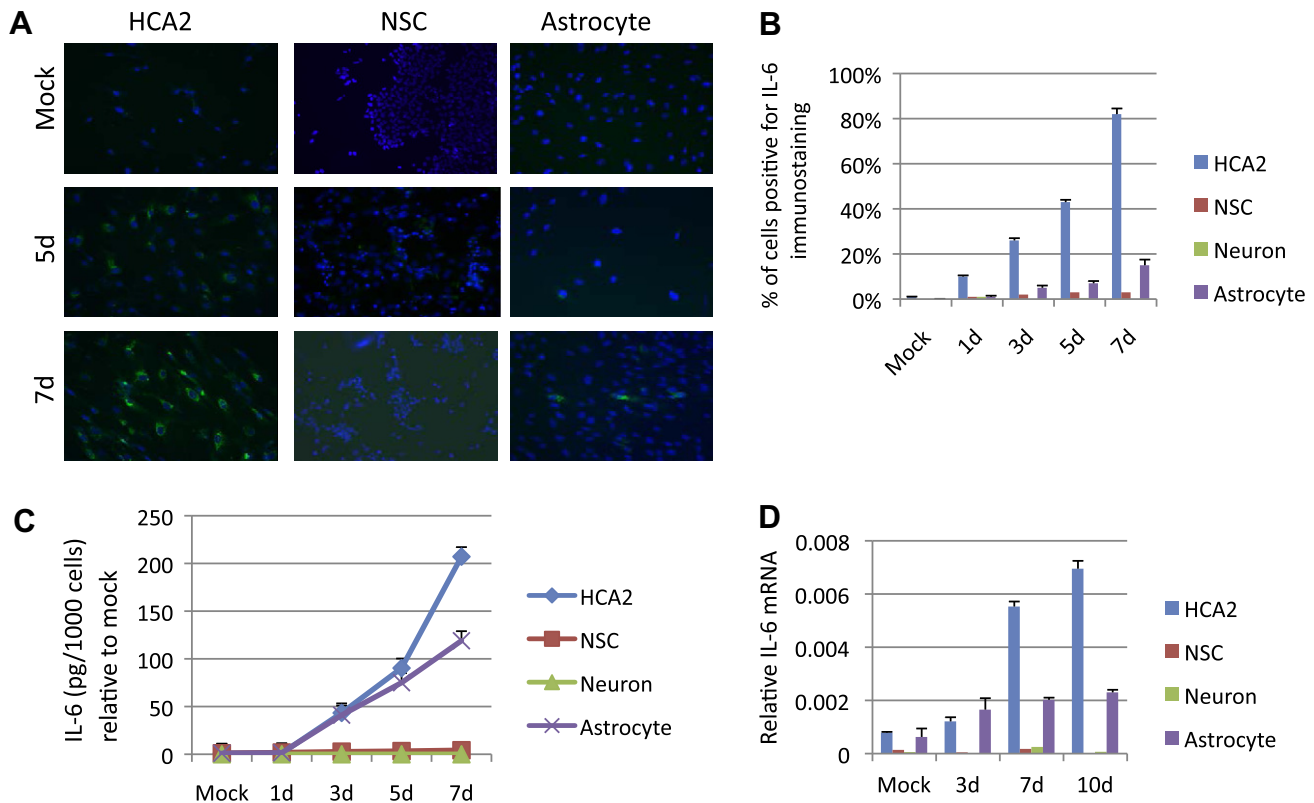 A
HCA2
NSC
Astrocyte
Mock
5d
7d
B
% of cells positive for IL-6
immunostaining
100%
80%
60%
40%
20%
0%
Mock
1d
3d
5d
7d
HCA2
NSC
Neuron
Astrocyte
C
IL-6 (pg/1000 cells)
relative to mock
250
200
150
100
50
0
Mock
1d
3d
5d
7d
HCA2
NSC
Neuron
Astrocyte
D
Relative IL-6 mRNA
0.008
0.006
0.004
0.002
0
Mock
3d
7d
10d
HCA2
NSC
Neuron
Astrocyte